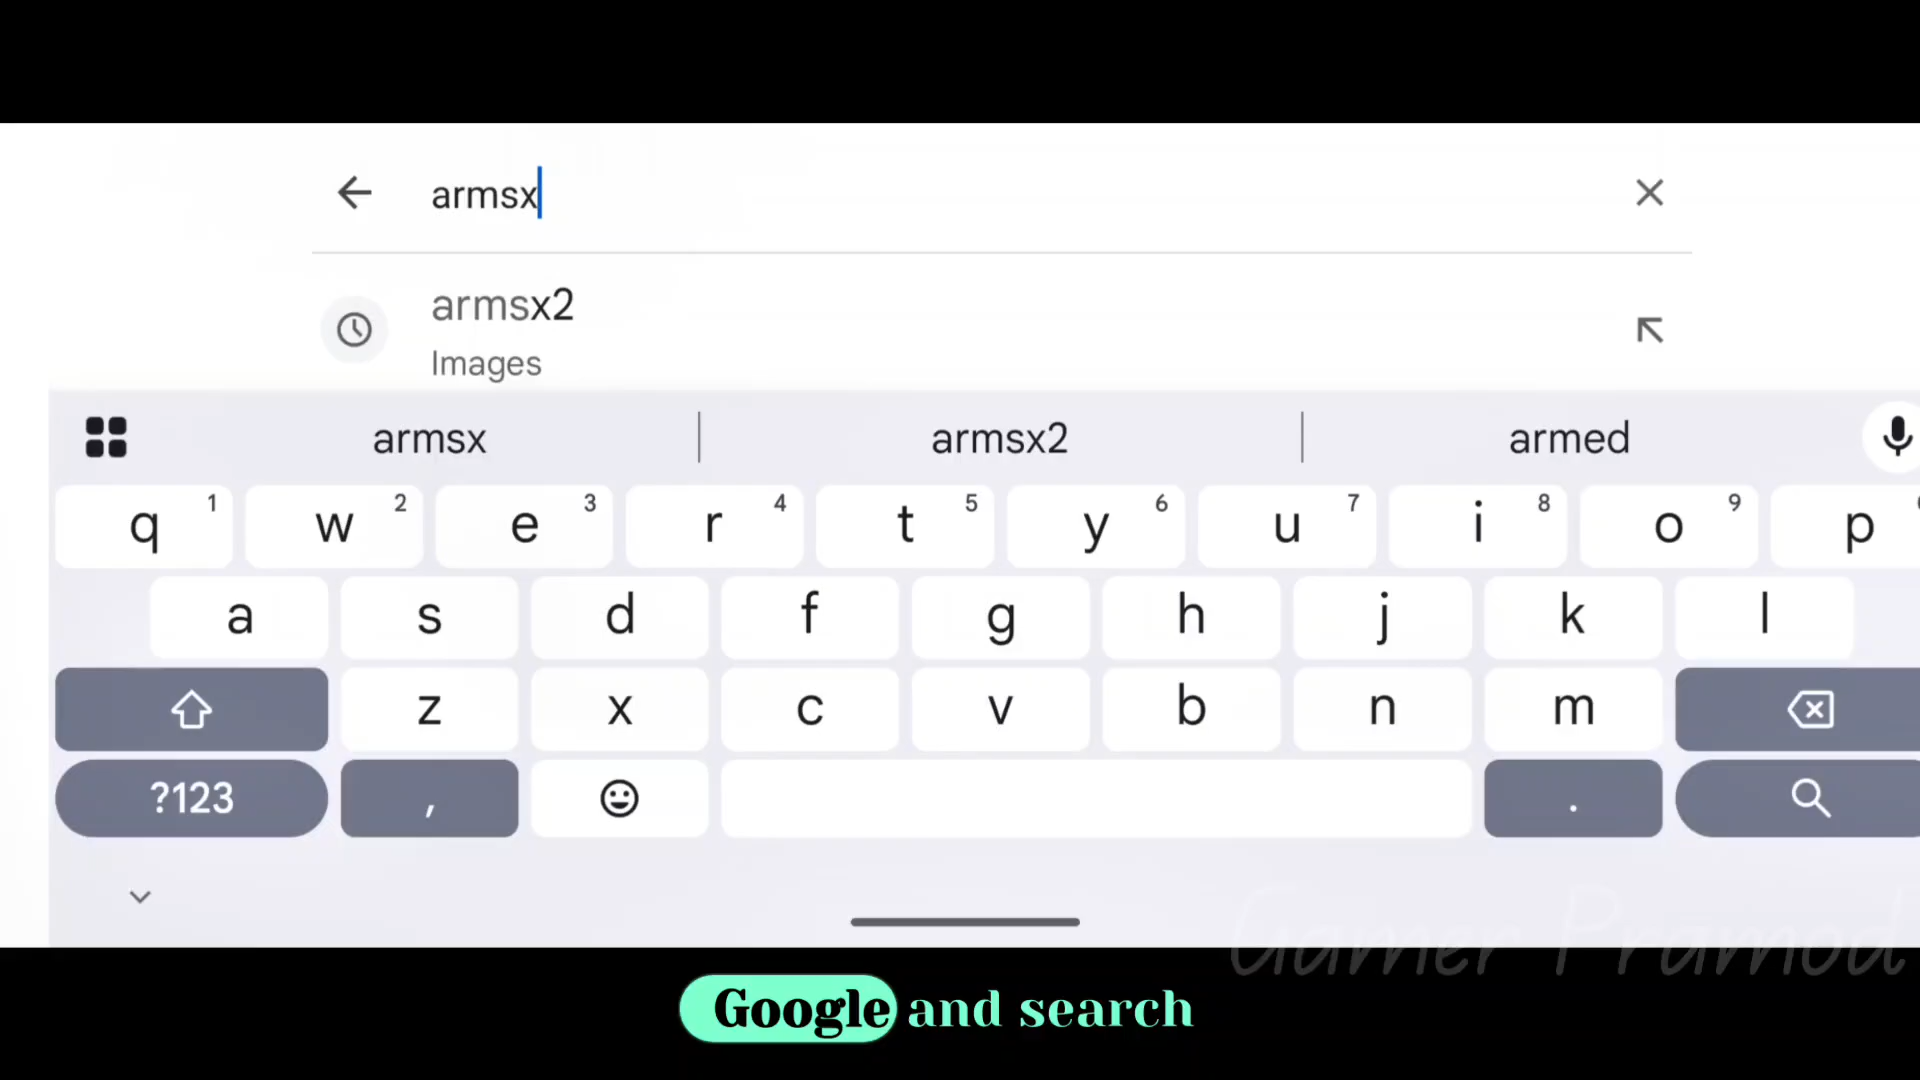 armsx
armsx2
Images
armsx armsx2 armed
q 1 w 2 e 3 r 4 t 5 y 6 u 7 i 8 o 9 p
a s d f g h j k l
z x c v b n m
?123 , .
Gamer Pramod
Google and search